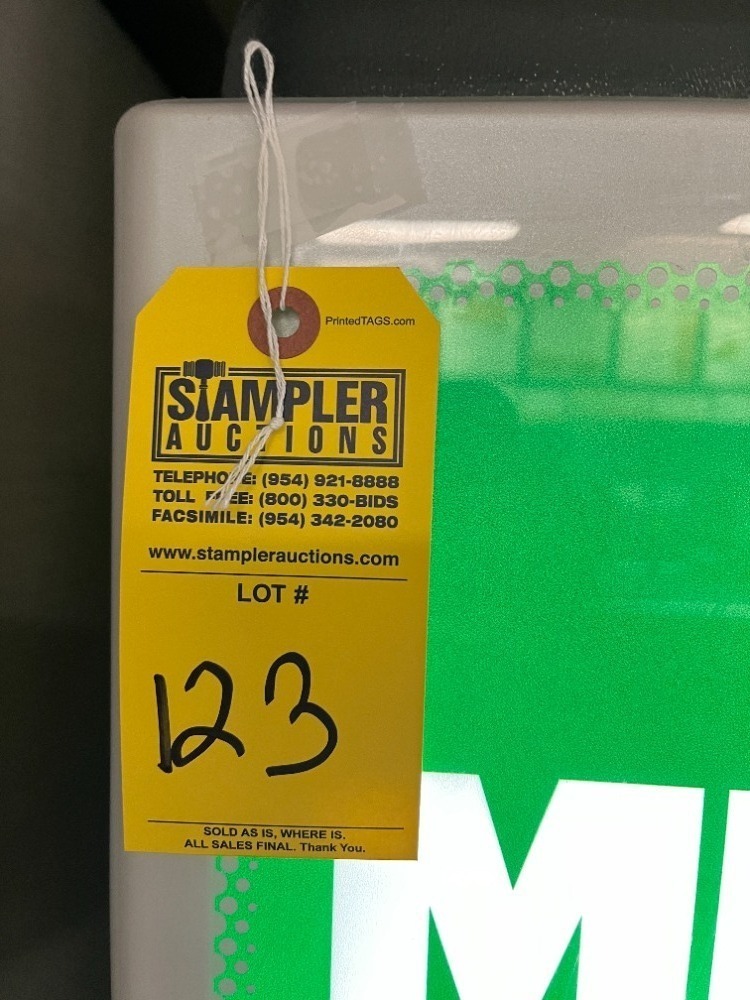 PrintedTAGS.com
STAMPLER
AUCTIONS
TELEPHONE: (954) 921-8888
TOLL FREE: (800) 330-BIDS
FACSIMILE: (954) 342-2080
www.stamplerauctions.com
LOT #
123
SOLD AS IS, WHERE IS.
ALL SALES FINAL. Thank You.
M